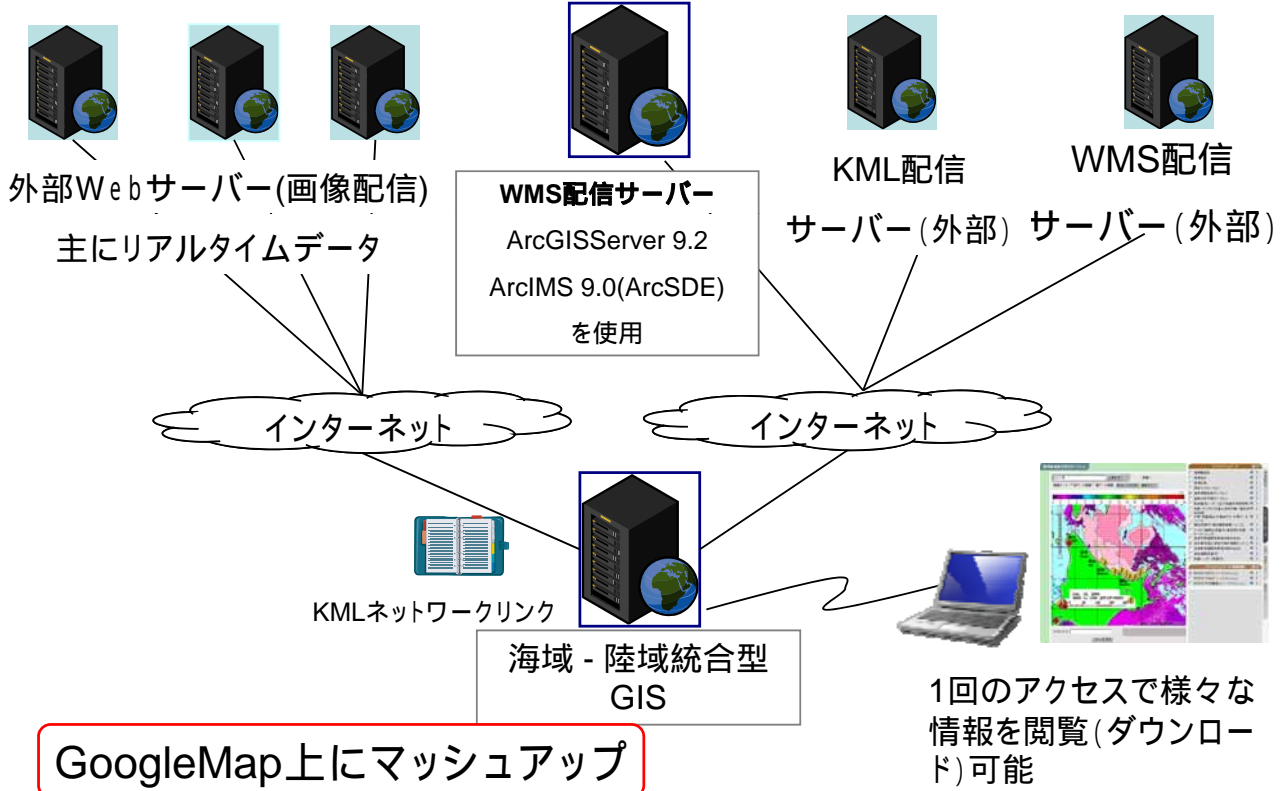 外部Webサーバー(画像配信)
主にリアルタイムデータ
WMS配信サーバー
ArcGISServer 9.2
ArcIMS 9.0(ArcSDE)
を使用
KML配信
サーバー(外部)
WMS配信
サーバー(外部)
インターネット
インターネット
KMLネットワークリンク
海域 - 陸域統合型
GIS
1回のアクセスで様々な
情報を閲覧(ダウンロー
ド)可能
GoogleMap上にマッシュアップ